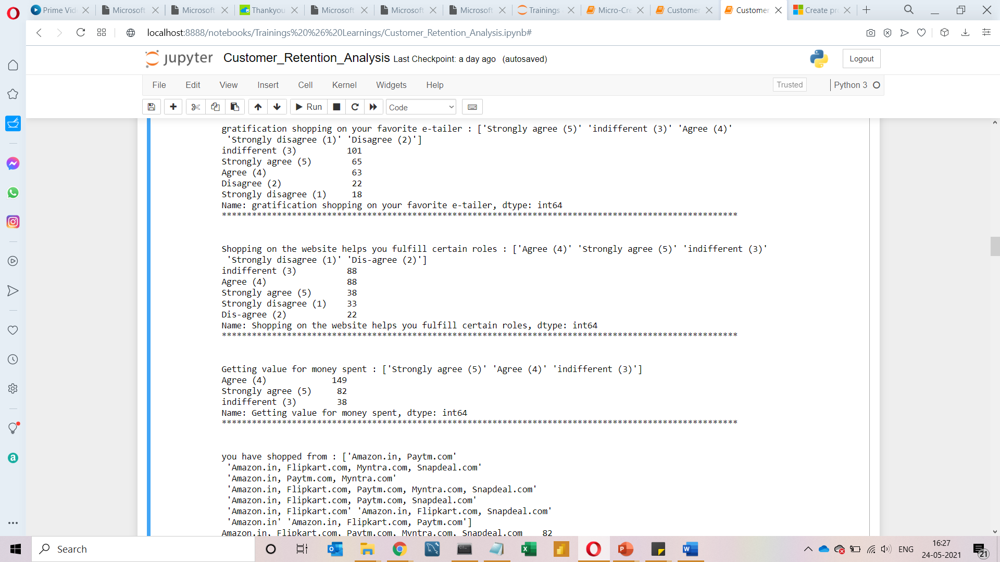 Prime Vid
Microsoft
Microsoft
Thankyou
Microsoft
Microsoft
Microsoft
Trainings
Micro-Cre
Customer
Customer
Create pr
localhost:8888/notebooks/Trainings%20%26%20Learnings/Customer_Retention_Analysis.ipynb#
jupyter Customer_Retention_Analysis Last Checkpoint: a day ago (autosaved)
Logout
File Edit View Insert Cell Kernel Widgets Help
Trusted
Python 3
Run
Code
gratification shopping on your favorite e-tailer : ['Strongly agree (5)' 'indifferent (3)' 'Agree (4)'
'Strongly disagree (1)' 'Disagree (2)']
indifferent (3) 101
Strongly agree (5) 65
Agree (4) 63
Disagree (2) 22
Strongly disagree (1) 18
Name: gratification shopping on your favorite e-tailer, dtype: int64
*******************************************************************************************************
Shopping on the website helps you fulfill certain roles : ['Agree (4)' 'Strongly agree (5)' 'indifferent (3)'
'Strongly disagree (1)' 'Dis-agree (2)']
indifferent (3) 88
Agree (4) 88
Strongly agree (5) 38
Strongly disagree (1) 33
Dis-agree (2) 22
Name: Shopping on the website helps you fulfill certain roles, dtype: int64
*******************************************************************************************************
Getting value for money spent : ['Strongly agree (5)' 'Agree (4)' 'indifferent (3)']
Agree (4) 149
Strongly agree (5) 82
indifferent (3) 38
Name: Getting value for money spent, dtype: int64
*******************************************************************************************************
you have shopped from : ['Amazon.in, Paytm.com'
'Amazon.in, Flipkart.com, Myntra.com, Snapdeal.com'
'Amazon.in, Paytm.com, Myntra.com'
'Amazon.in, Flipkart.com, Paytm.com, Myntra.com, Snapdeal.com'
'Amazon.in, Flipkart.com, Paytm.com, Snapdeal.com'
'Amazon.in, Flipkart.com' 'Amazon.in, Flipkart.com, Snapdeal.com'
'Amazon.in' 'Amazon.in, Flipkart.com, Paytm.com']
Amazon.in, Flipkart.com, Paytm.com, Myntra.com, Snapdeal.com 82
Search
ENG
16:27
24-05-2021
21